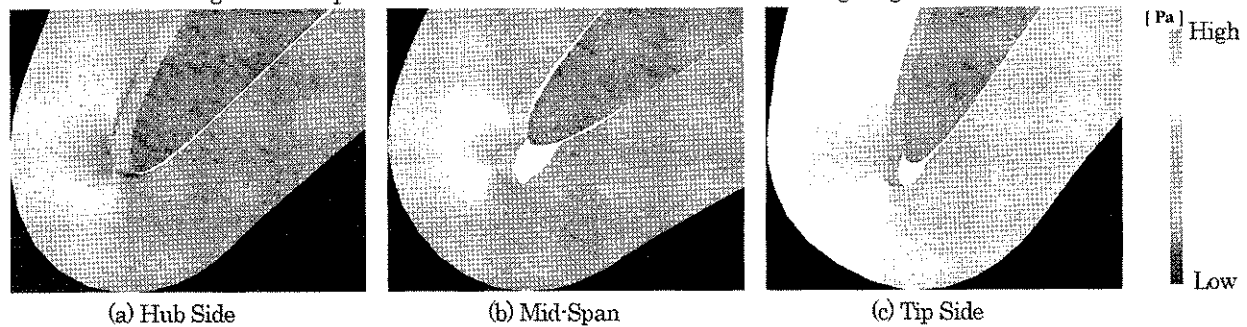 [Pa] High
Low
(a) Hub Side
(b) Mid-Span
(c) Tip Side